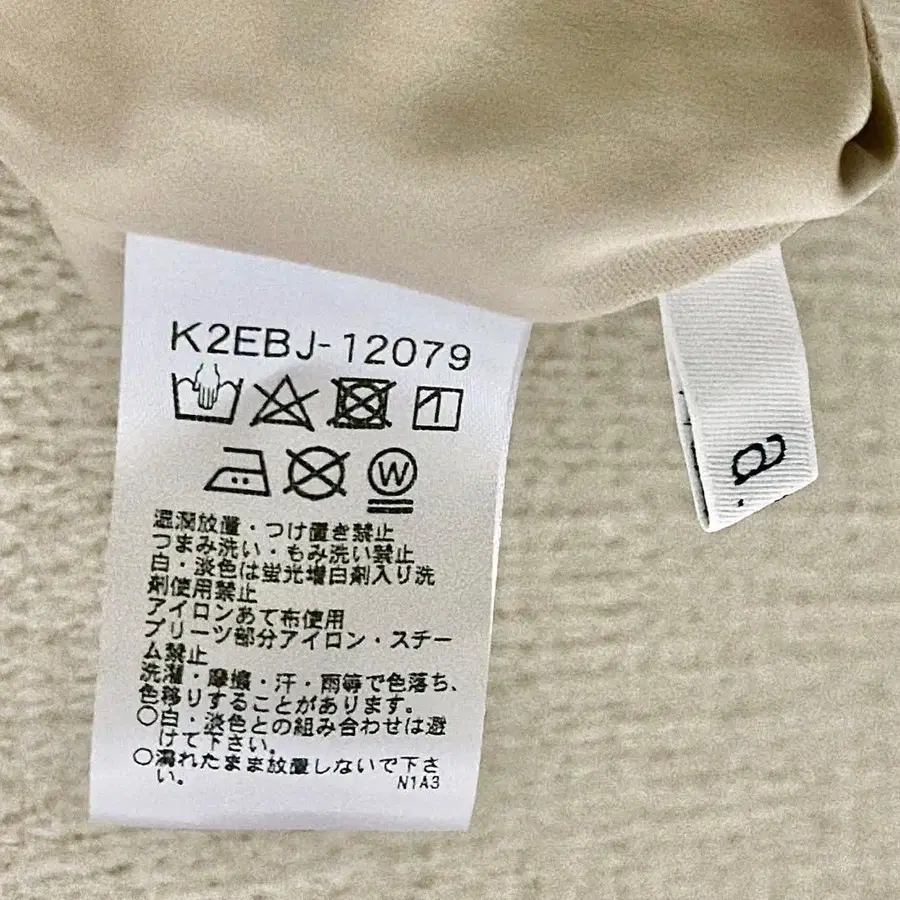 K2EBJ-12079
W
湿潤放置・つけ置き禁止
つまみ洗い・もみ洗い禁止
白・淡色は蛍光増白剤入り洗
剤使用禁止
アイロンあて布使用
プリーツ部分アイロン・スチー
ム禁止
洗濯・摩擦・汗・雨等で色落ち、
色移りすることがあります。
○白・淡色との組み合わせは避
けて下さい。
○濡れたまま放置しないで下さ
い。
N1A3
a